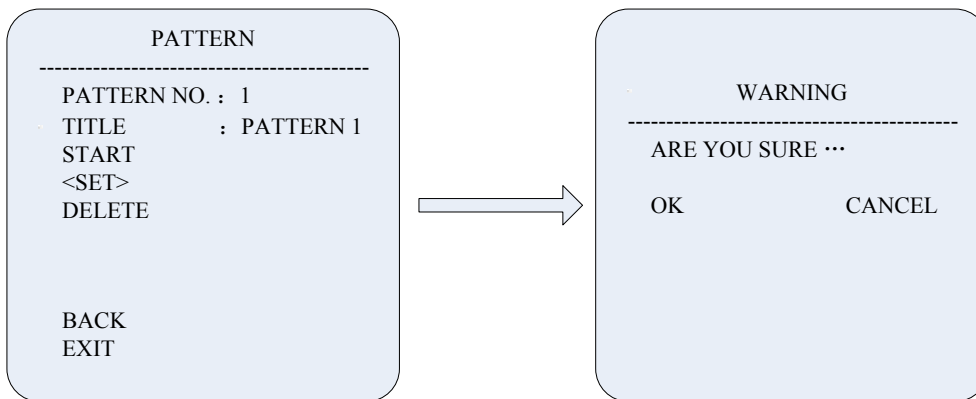 PATTERN
-------------------------------------------
PATTERN NO. : 1
TITLE : PATTERN 1
START
<SET>
DELETE
BACK
EXIT
WARNING
-------------------------------------------
ARE YOU SURE ···
OK CANCEL